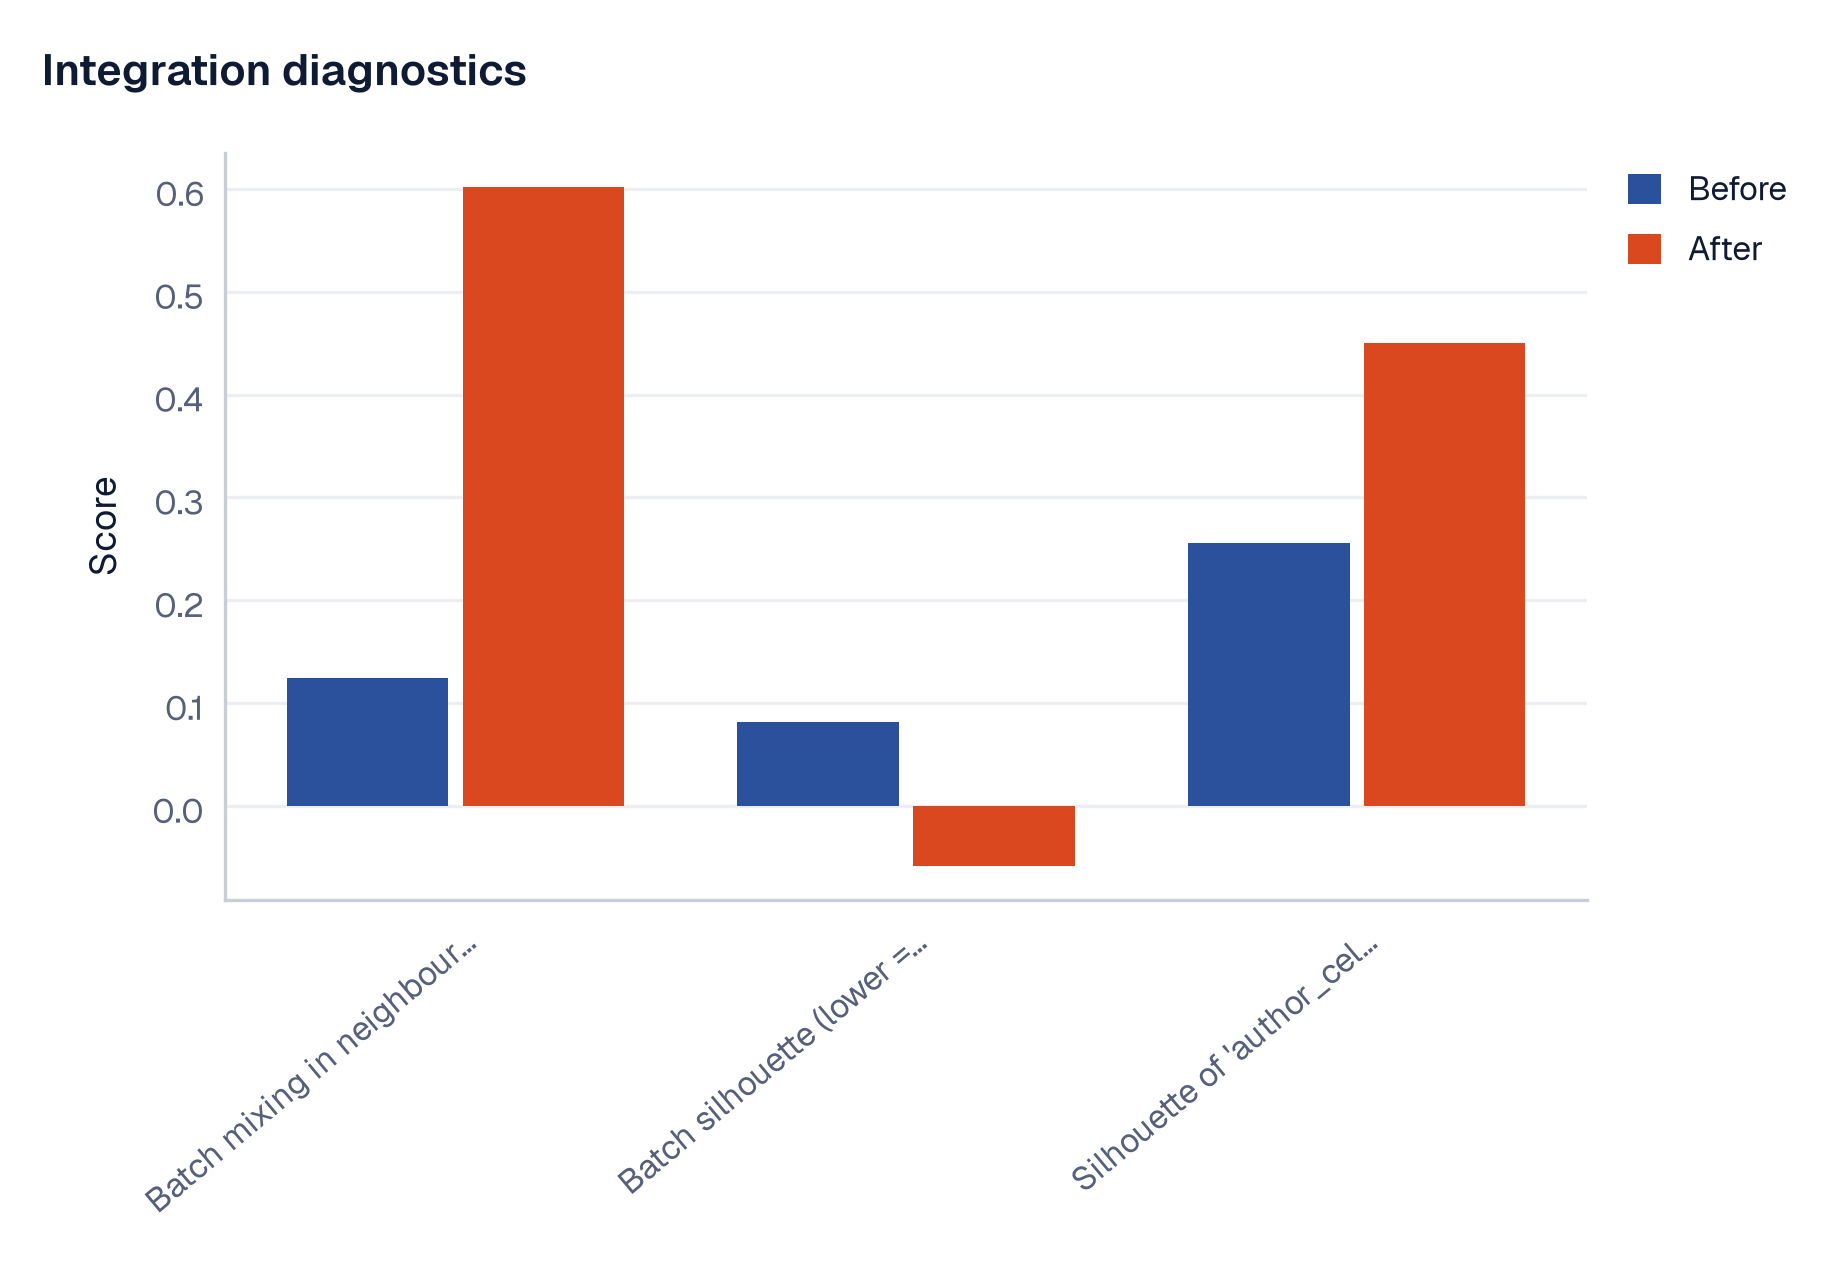 Integration diagnostics
Before
After
Score
0.6
0.5
0.4
0.3
0.2
0.1
0.0
Batch mixing in neighbour...
Batch silhouette (lower =...
Silhouette of 'author_cel...